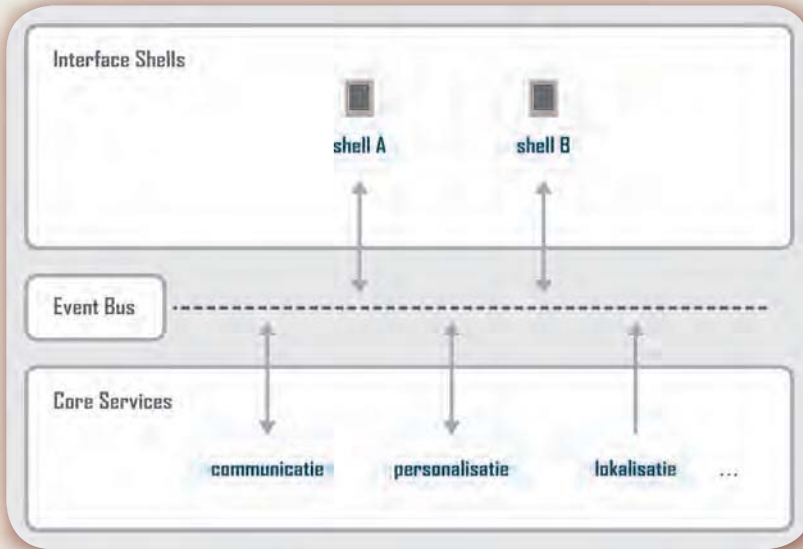 Interface Shells
shell A shell B
Event Bus
Core Services
communicatie personalisatie lokalisatie ...